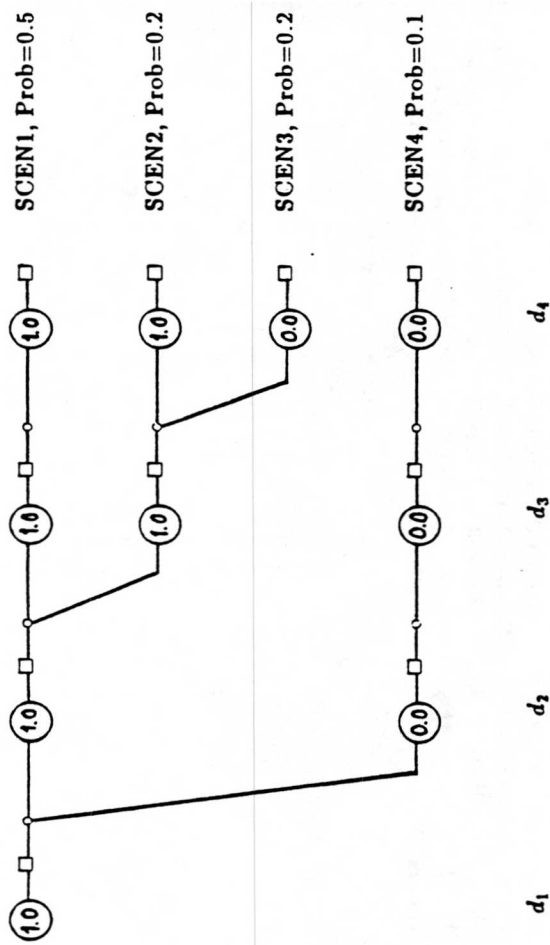 1.0 1.0 1.0 1.0 SCEN1, Prob=0.5
1.0 1.0 SCEN2, Prob=0.2
0.0 SCEN3, Prob=0.2
0.0 0.0 0.0 SCEN4, Prob=0.1
d₁ d₂ d₃ d₄